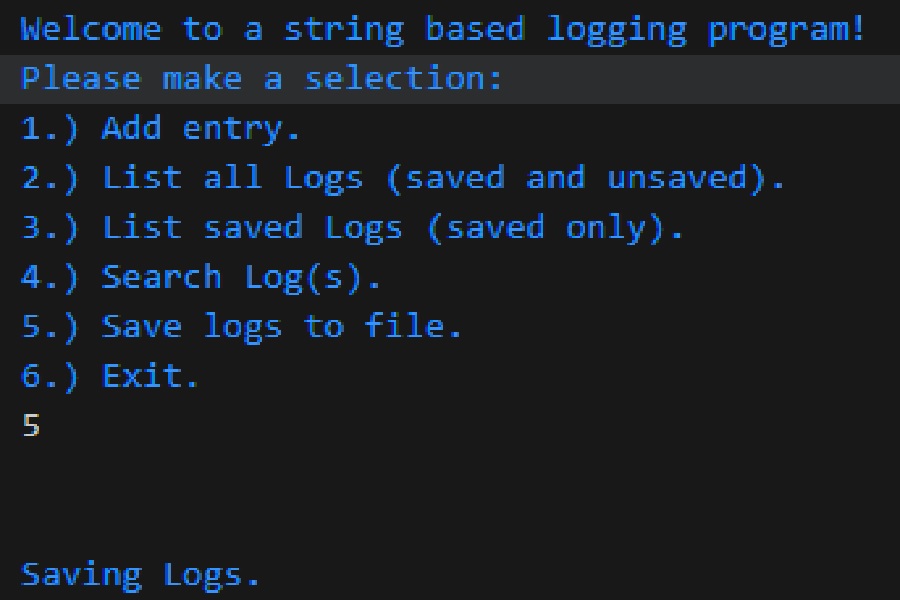 Welcome to a string based logging program!
Please make a selection:
1.) Add entry.
2.) List all Logs (saved and unsaved).
3.) List saved Logs (saved only).
4.) Search Log(s).
5.) Save logs to file.
6.) Exit.
5
Saving Logs.